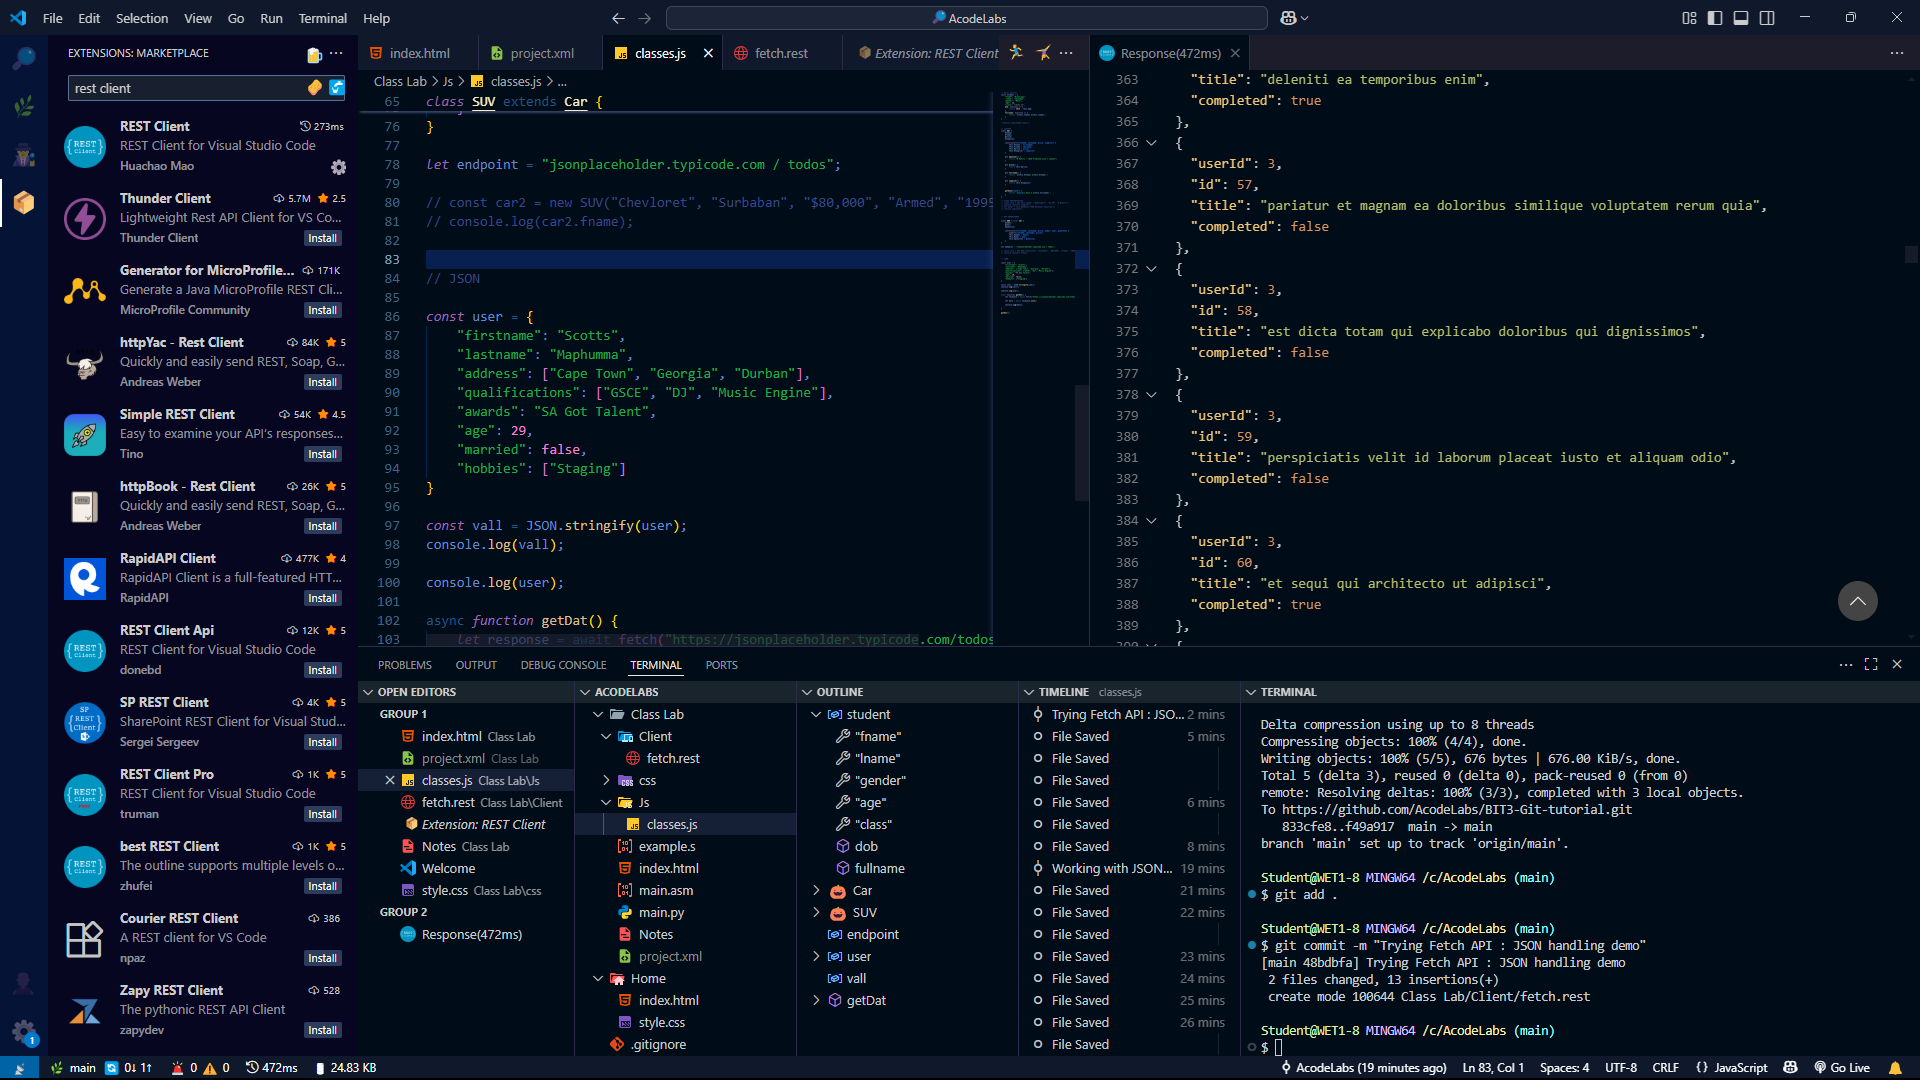 File Edit Selection View Go Run Terminal Help
AcodeLabs
EXTENSIONS: MARKETPLACE
rest client
REST Client 273ms
REST Client for Visual Studio Code
Huachao Mao
Thunder Client 5.7M 2.5
Lightweight Rest API Client for VS Co...
Thunder Client Install
Generator for MicroProfile... 171K
Generate a Java MicroProfile REST Cli...
MicroProfile Community Install
httpYac - Rest Client 84K 5
Quickly and easily send REST, Soap, G...
Andreas Weber Install
Simple REST Client 54K 4.5
Easy to examine your API's responses...
Tino Install
httpBook - Rest Client 26K 5
Quickly and easily send REST, Soap, G...
Andreas Weber Install
RapidAPI Client 477K 4
RapidAPI Client is a full-featured HTT...
RapidAPI Install
REST Client Api 12K 5
REST Client for Visual Studio Code
donebd Install
SP REST Client 4K 5
SharePoint REST Client for Visual Stud...
Sergei Sergeev Install
REST Client Pro 1K 5
REST Client for Visual Studio Code
truman Install
best REST Client 1K 5
The outline supports multiple levels o...
zhufei Install
Courier REST Client 386
A REST client for VS Code
npaz Install
Zapy REST Client 528
The pythonic REST API Client
zapydev Install
index.html project.xml classes.js fetch.rest Extension: REST Client
Class Lab > Js > classes.js > ...
65 class SUV extends Car {
76 }
77
78 let endpoint = "jsonplaceholder.typicode.com / todos";
79
80 // const car2 = new SUV("Chevloret", "Surbaban", "$80,000", "Armed", "1995
81 // console.log(car2.fname);
82
83
84 // JSON
85
86 const user = {
87 "firstname": "Scotts",
88 "lastname": "Maphumma",
89 "address": ["Cape Town", "Georgia", "Durban"],
90 "qualifications": ["GSCE", "DJ", "Music Engine"],
91 "awards": "SA Got Talent",
92 "age": 29,
93 "married": false,
94 "hobbies": ["Staging"]
95 }
96
97 const vall = JSON.stringify(user);
98 console.log(vall);
99
100 console.log(user);
101
102 async function getDat() {
103 let response = await fetch("https://jsonplaceholder.typicode.com/todos
Response(472ms)
363 "title": "deleniti ea temporibus enim",
364 "completed": true
365 },
366 {
367 "userId": 3,
368 "id": 57,
369 "title": "pariatur et magnam ea doloribus similique voluptatem rerum quia",
370 "completed": false
371 },
372 {
373 "userId": 3,
374 "id": 58,
375 "title": "est dicta totam qui explicabo doloribus qui dignissimos",
376 "completed": false
377 },
378 {
379 "userId": 3,
380 "id": 59,
381 "title": "perspiciatis velit id laborum placeat iusto et aliquam odio",
382 "completed": false
383 },
384 {
385 "userId": 3,
386 "id": 60,
387 "title": "et sequi qui architecto ut adipisci",
388 "completed": true
389 },
PROBLEMS OUTPUT DEBUG CONSOLE TERMINAL PORTS
OPEN EDITORS
GROUP 1
index.html Class Lab
project.xml Class Lab
classes.js Class Lab\Js
fetch.rest Class Lab\Client
Extension: REST Client
Notes Class Lab
Welcome
style.css Class Lab\css
GROUP 2
Response(472ms)
ACODELABS
Class Lab
Client
fetch.rest
css
Js
classes.js
example.s
index.html
main.asm
main.py
Notes
project.xml
Home
index.html
style.css
.gitignore
OUTLINE
student
"fname"
"lname"
"gender"
"age"
"class"
dob
fullname
Car
SUV
endpoint
user
vall
getDat
TIMELINE classes.js
Trying Fetch API : JSO... 2 mins
File Saved 5 mins
File Saved
File Saved
File Saved 6 mins
File Saved
File Saved 8 mins
Working with JSON... 19 mins
File Saved 21 mins
File Saved 22 mins
File Saved
File Saved 23 mins
File Saved 24 mins
File Saved 25 mins
File Saved 26 mins
File Saved
TERMINAL
Delta compression using up to 8 threads
Compressing objects: 100% (4/4), done.
Writing objects: 100% (5/5), 676 bytes | 676.00 KiB/s, done.
Total 5 (delta 3), reused 0 (delta 0), pack-reused 0 (from 0)
remote: Resolving deltas: 100% (3/3), completed with 3 local objects.
To https://github.com/AcodeLabs/BIT3-Git-tutorial.git
833cfe8..f49a917 main -> main
branch 'main' set up to track 'origin/main'.
Student@WET1-8 MINGW64 /c/AcodeLabs (main)
$ git add .
Student@WET1-8 MINGW64 /c/AcodeLabs (main)
$ git commit -m "Trying Fetch API : JSON handling demo"
[main 48bdbfa] Trying Fetch API : JSON handling demo
2 files changed, 13 insertions(+)
create mode 100644 Class Lab/Client/fetch.rest
Student@WET1-8 MINGW64 /c/AcodeLabs (main)
$
main 0↓ 1↑ 0 0 472ms 24.83 KB
AcodeLabs (19 minutes ago) Ln 83, Col 1 Spaces: 4 UTF-8 CRLF {} JavaScript Go Live